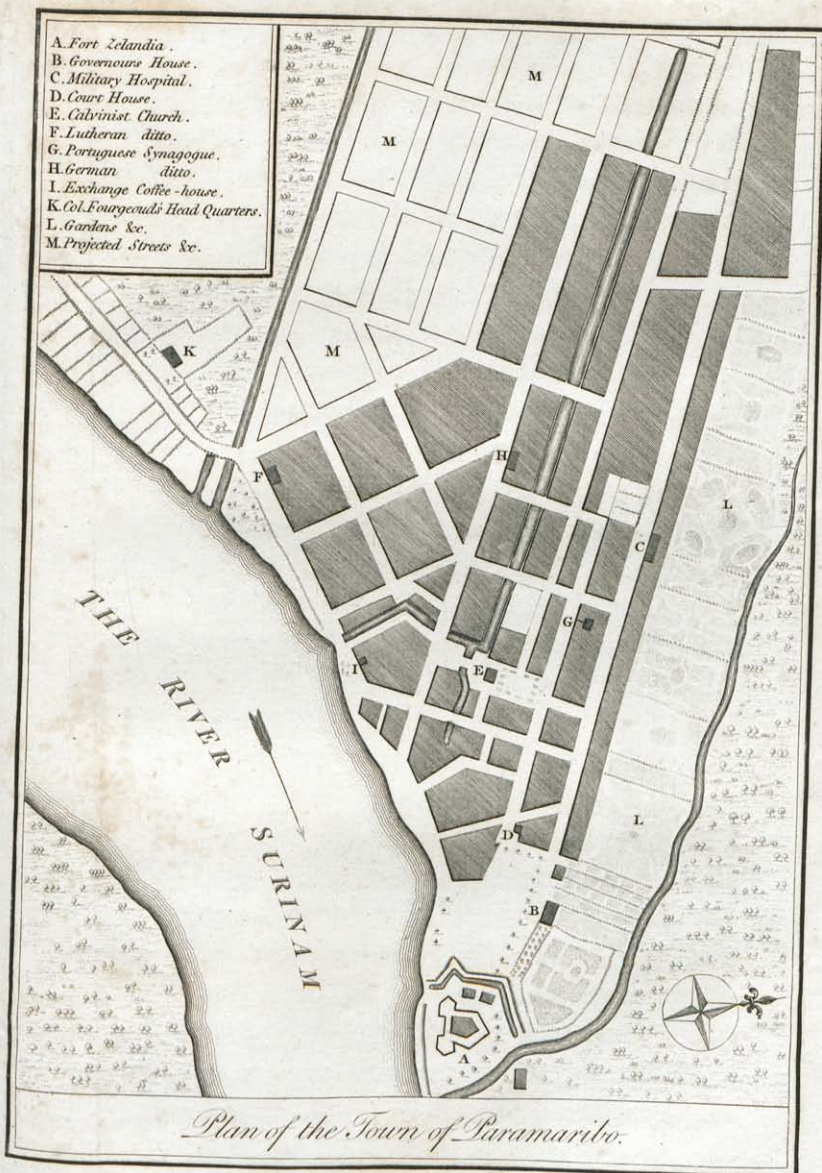 A. Fort Zelandia.
B. Governours House.
C. Military Hospital.
D. Court House.
E. Calvinist Church.
F. Lutheran ditto.
G. Portuguese Synagogue.
H. German ditto.
I. Exchange Coffee-house.
K. Col. Fourgeoud's Head Quarters.
L. Gardens &c.
M. Projected Streets &c.
M
M
M
K
F
H
L
C
G
I
E
THE RIVER SURINAM
L
D
B
A
Plan of the Town of Paramaribo.